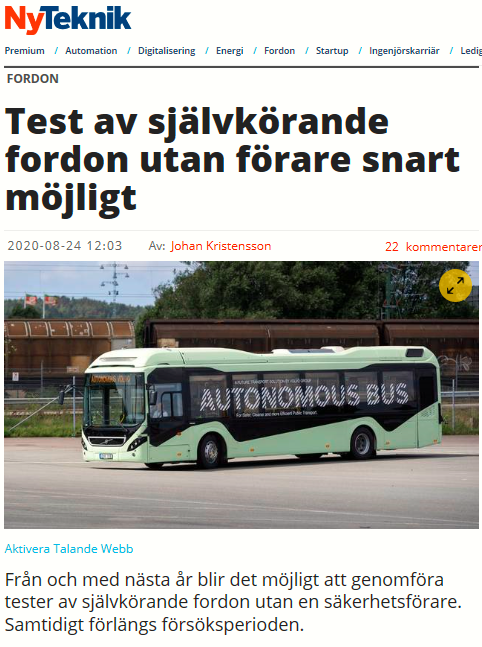 NyTeknik
Premium / Automation / Digitalisering / Energi / Fordon / Startup / Ingenjörskarriär / Ledig
FORDON
Test av självkörande
fordon utan förare snart
möjligt
2020-08-24 12:03 Av: Johan Kristensson 22 kommentarer
AUTONOMOUS BUS
Aktivera Talande Webb
Från och med nästa år blir det möjligt att genomföra
tester av självkörande fordon utan en säkerhetsförare.
Samtidigt förlängs försöksperioden.